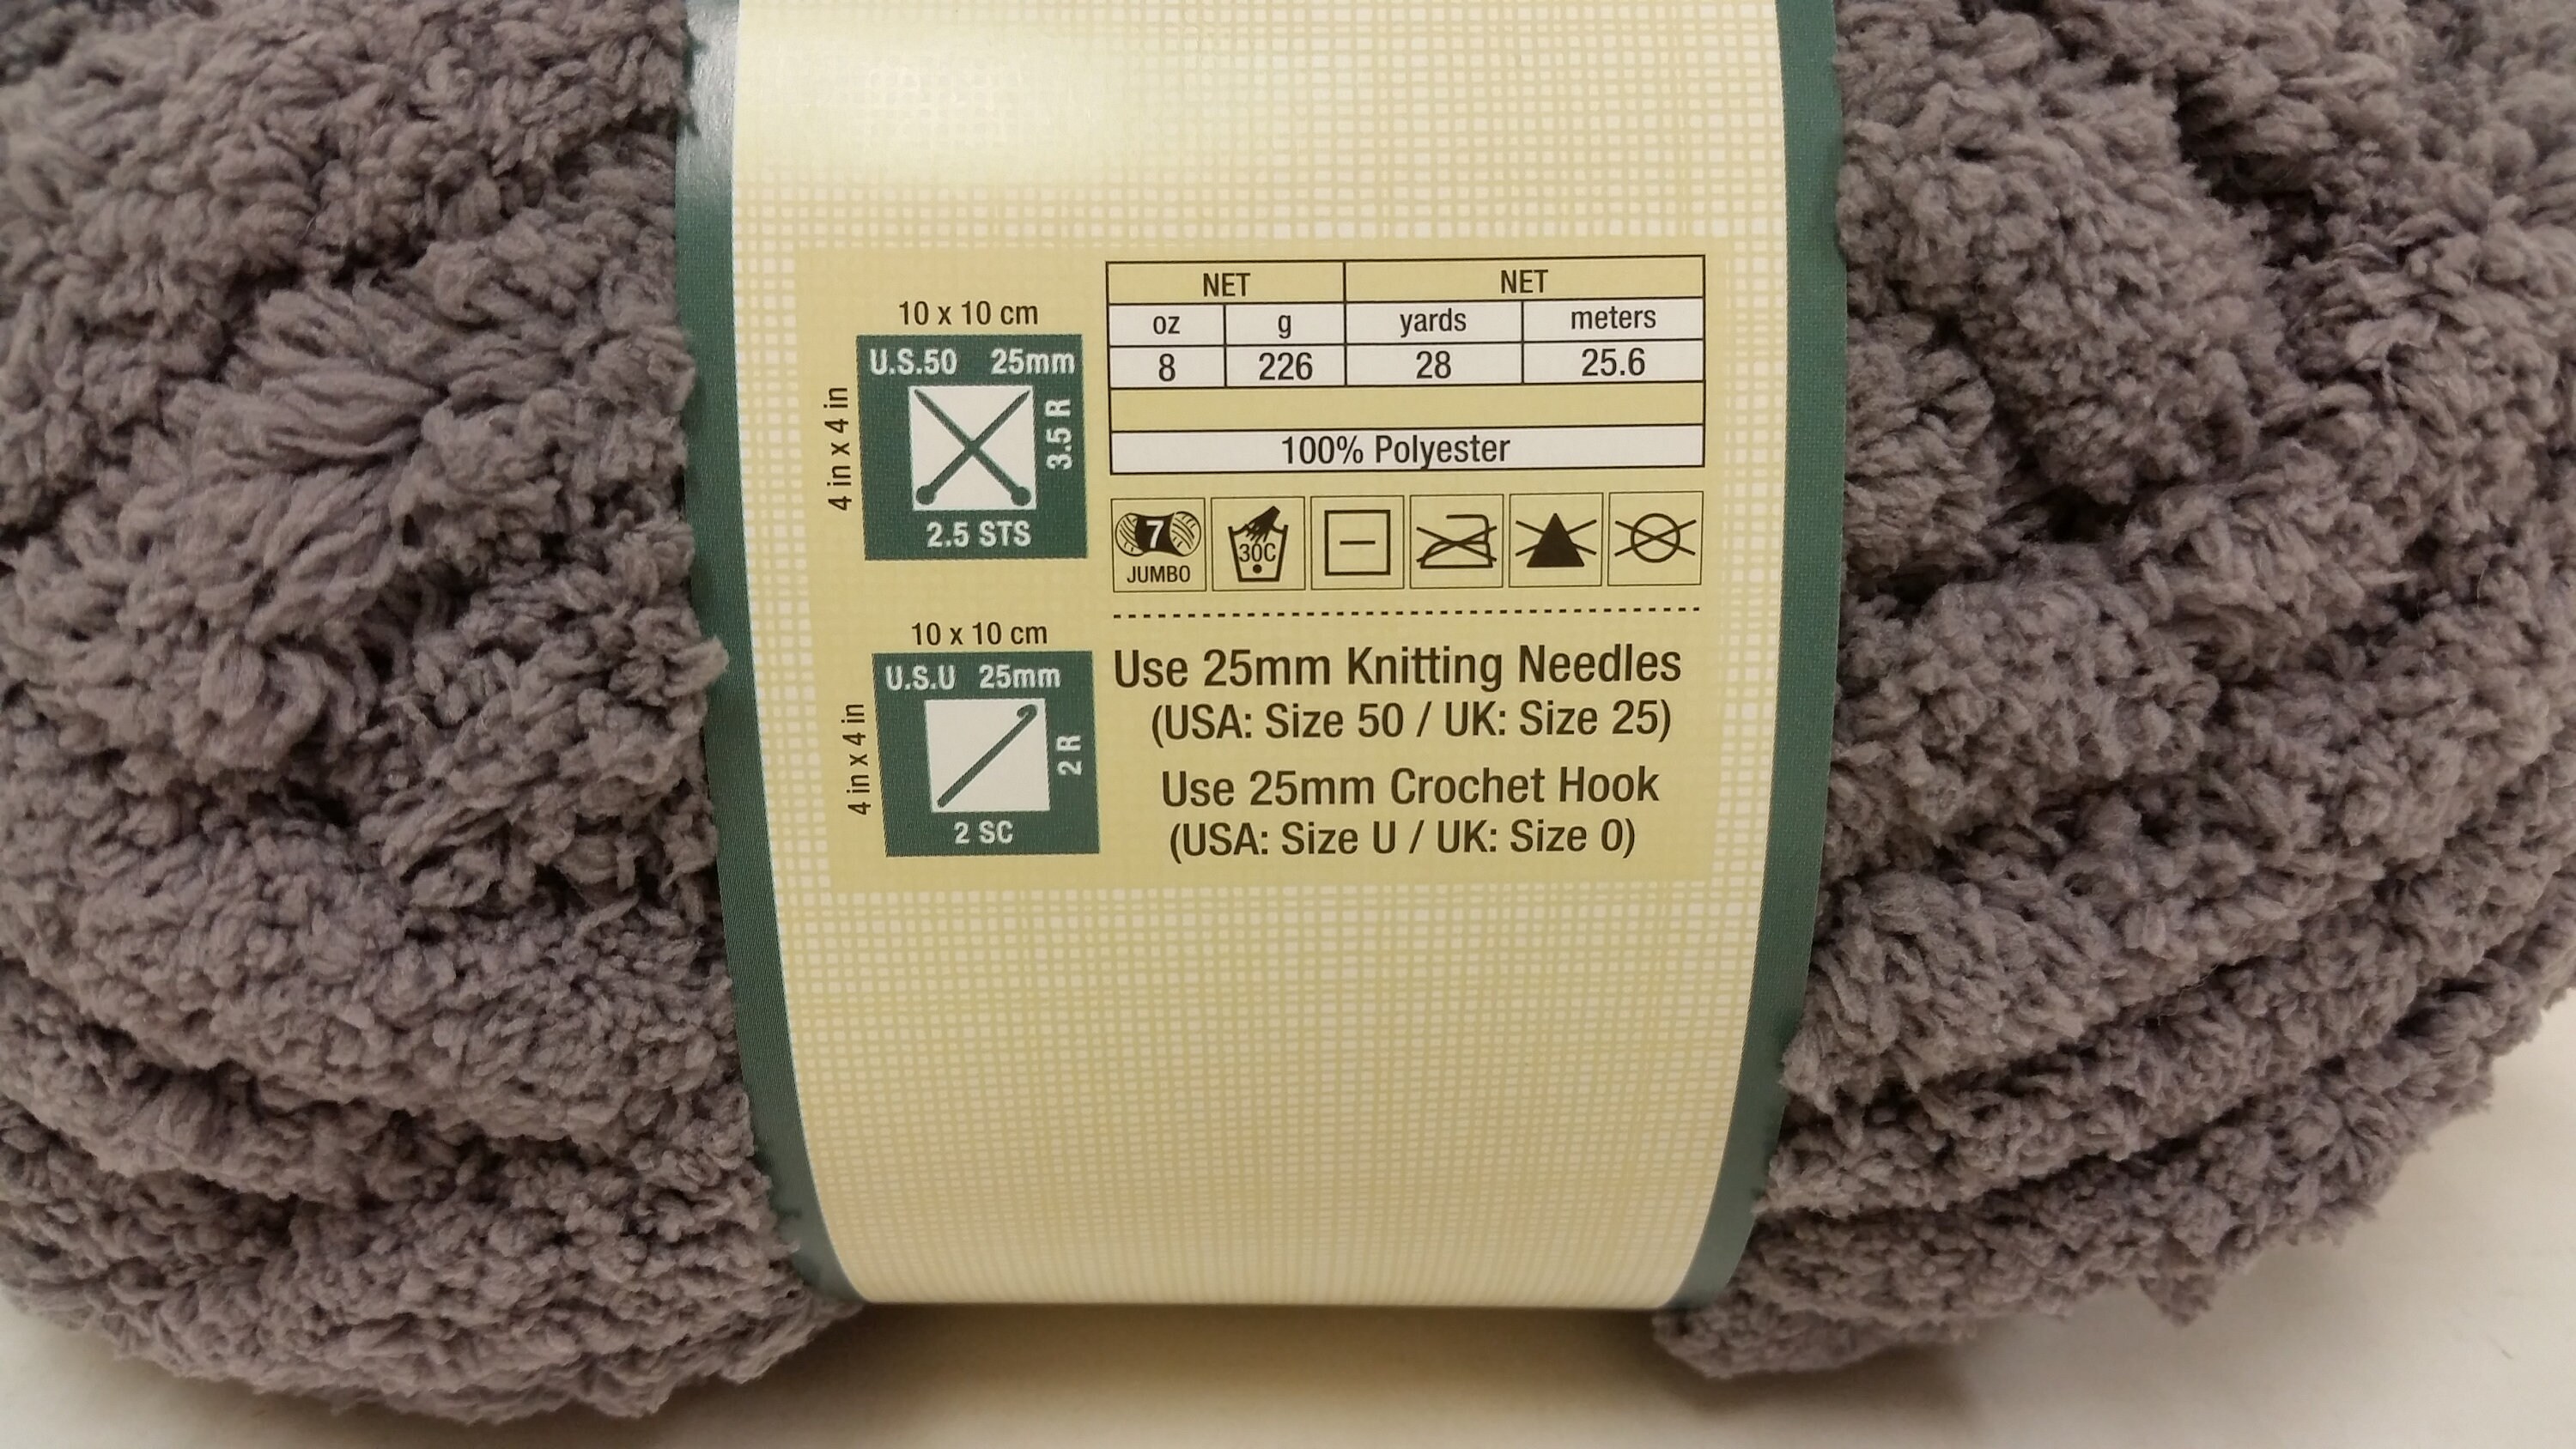 10 x 10 cm
4 in x 4 in
U.S.50 25mm
3.5 R
2.5 STS
NET NET
oz g yards meters
8 226 28 25.6
100% Polyester
7
JUMBO
30C
10 x 10 cm
4 in x 4 in
U.S.U 25mm
2 R
2 SC
Use 25mm Knitting Needles
(USA: Size 50 / UK: Size 25)
Use 25mm Crochet Hook
(USA: Size U / UK: Size 0)